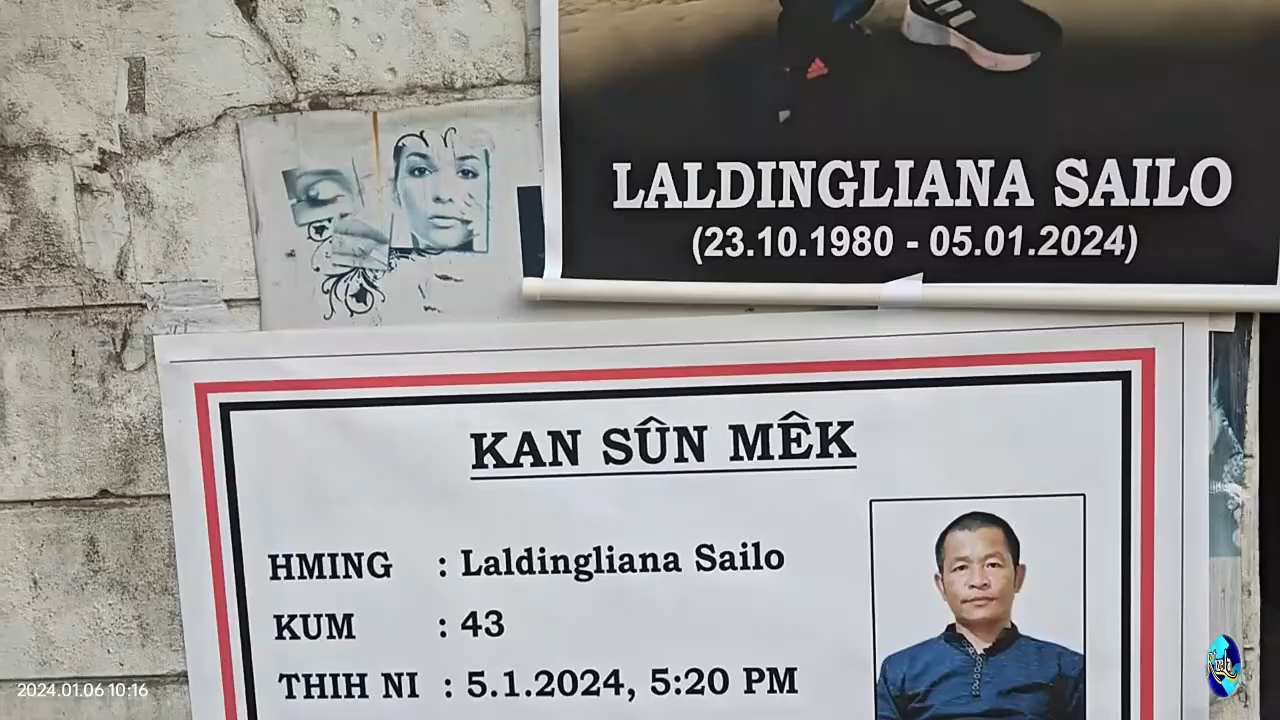 LALDINGLIANA SAILO
(23.10.1980 - 05.01.2024)
KAN SÛN MÊK
HMING : Laldingliana Sailo
KUM : 43
THIH NI : 5.1.2024, 5:20 PM
2024.01.06 10:16